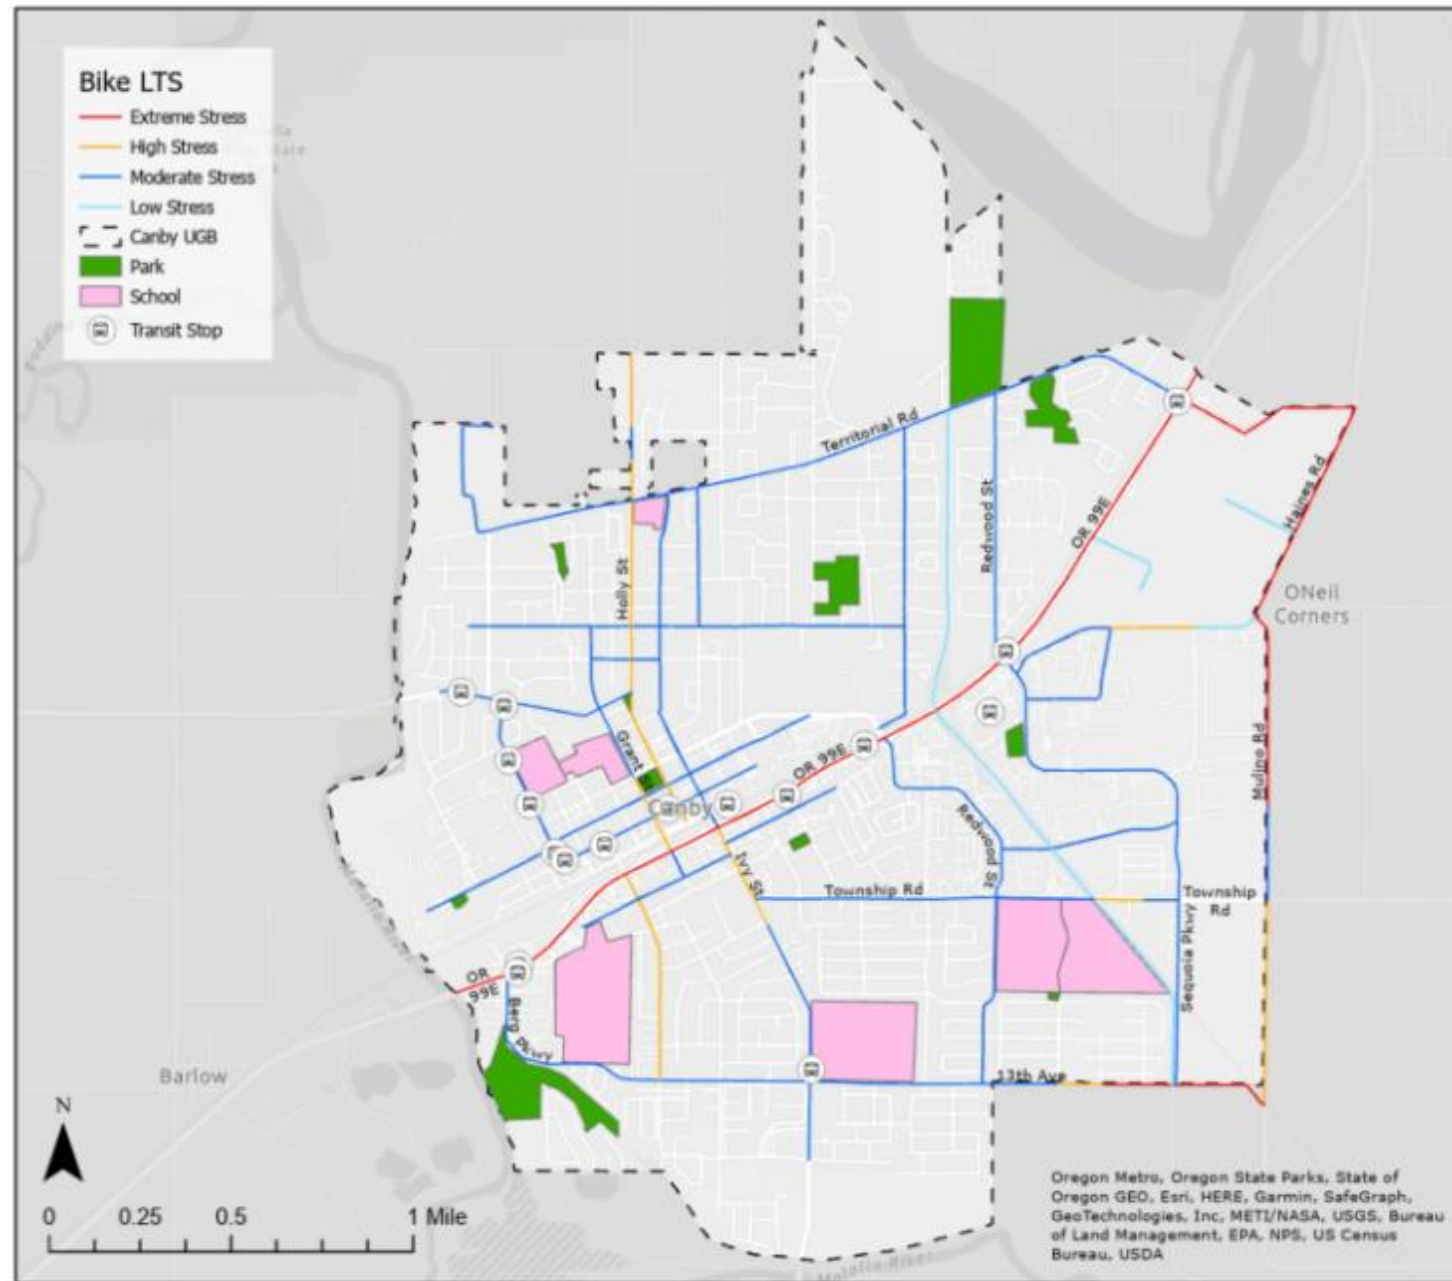 Bike LTS
Extreme Stress
High Stress
Moderate Stress
Low Stress
Canby UGB
Park
School
Transit Stop
Territorial Rd
Redwood St
OR 99E
Haines Rd
Holly St
ONeil
Corners
Grant St
Canby
OR 99E
Mulino Rd
Ivy St
Redwood St
Township Rd
Township
Rd
Sequoia Pkwy
OR
99E
Berg
Pkwy
13th Ave
Barlow
N
0 0.25 0.5 1 Mile
Oregon Metro, Oregon State Parks, State of
Oregon GEO, Esri, HERE, Garmin, SafeGraph,
GeoTechnologies, Inc, METI/NASA, USGS, Bureau
of Land Management, EPA, NPS, US Census
Bureau, USDA
Molalla River